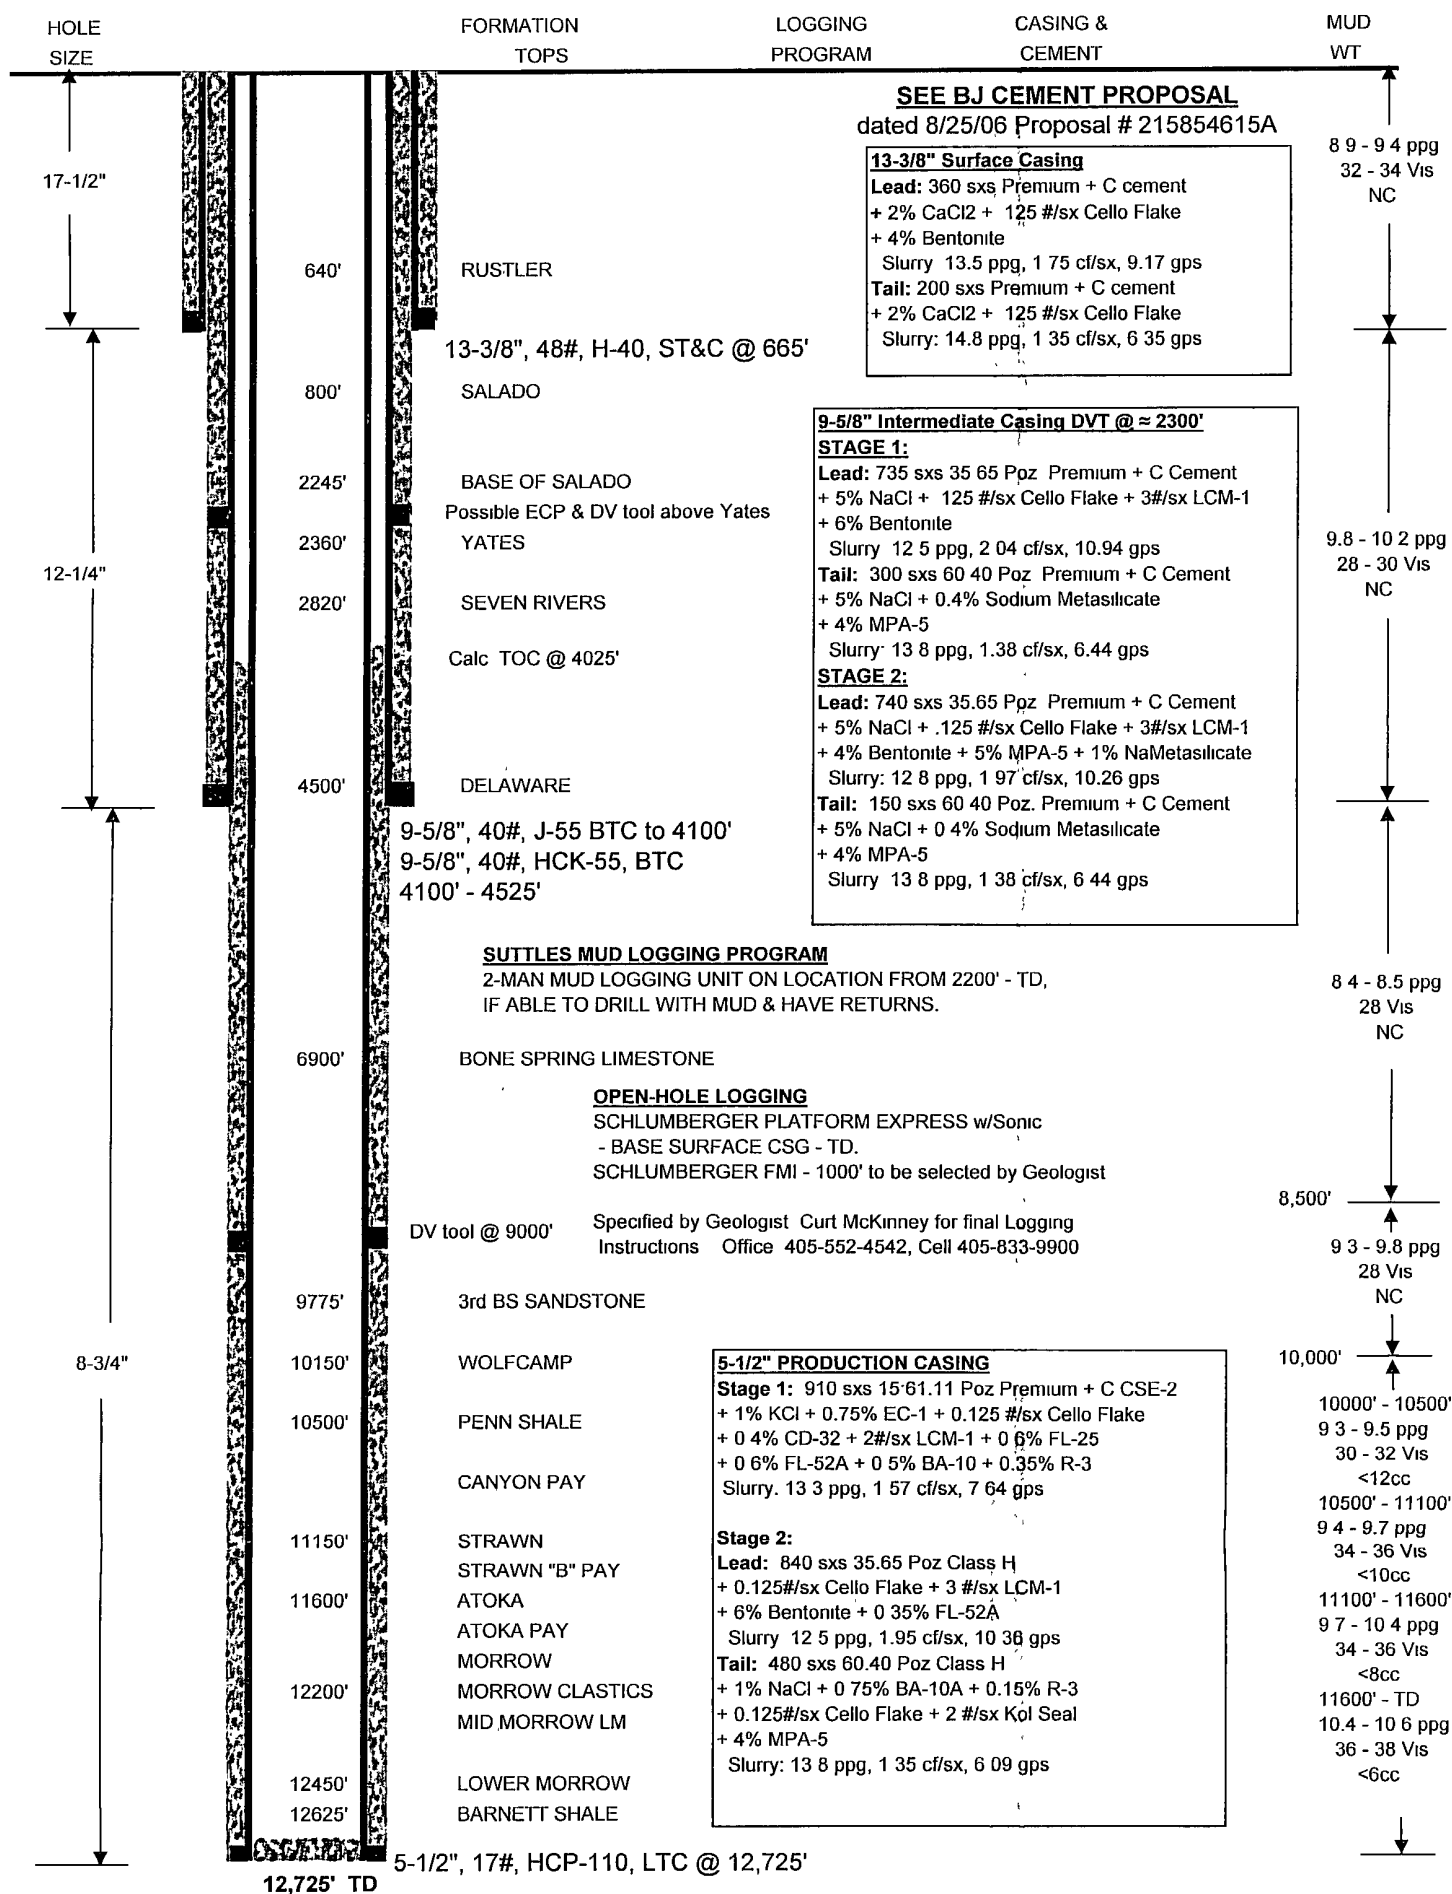 HOLE SIZE
FORMATION TOPS
LOGGING PROGRAM
CASING & CEMENT
MUD WT
SEE BJ CEMENT PROPOSAL
dated 8/25/06 Proposal # 215854615A
17-1/2"
8 9 - 9 4 ppg
32 - 34 Vis
NC
13-3/8" Surface Casing
Lead: 360 sxs Premium + C cement
+ 2% CaCl2 + 125 #/sx Cello Flake
+ 4% Bentonite
Slurry 13.5 ppg, 1 75 cf/sx, 9.17 gps
Tail: 200 sxs Premium + C cement
+ 2% CaCl2 + 125 #/sx Cello Flake
Slurry: 14.8 ppg, 1 35 cf/sx, 6 35 gps
640' RUSTLER
13-3/8", 48#, H-40, ST&C @ 665'
800' SALADO
2245' BASE OF SALADO
Possible ECP & DV tool above Yates
2360' YATES
12-1/4"
2820' SEVEN RIVERS
Calc TOC @ 4025'
4500' DELAWARE
9-5/8" Intermediate Casing DVT @ ≈ 2300'
STAGE 1:
Lead: 735 sxs 35 65 Poz Premium + C Cement
+ 5% NaCl + 125 #/sx Cello Flake + 3#/sx LCM-1
+ 6% Bentonite
Slurry 12 5 ppg, 2 04 cf/sx, 10.94 gps
Tail: 300 sxs 60 40 Poz Premium + C Cement
+ 5% NaCl + 0.4% Sodium Metasilicate
+ 4% MPA-5
Slurry 13 8 ppg, 1.38 cf/sx, 6.44 gps
STAGE 2:
Lead: 740 sxs 35.65 Poz Premium + C Cement
+ 5% NaCl + .125 #/sx Cello Flake + 3#/sx LCM-1
+ 4% Bentonite + 5% MPA-5 + 1% NaMetasilicate
Slurry: 12 8 ppg, 1 97 cf/sx, 10.26 gps
Tail: 150 sxs 60 40 Poz. Premium + C Cement
+ 5% NaCl + 0 4% Sodium Metasilicate
+ 4% MPA-5
Slurry 13 8 ppg, 1 38 cf/sx, 6 44 gps
9.8 - 10 2 ppg
28 - 30 Vis
NC
9-5/8", 40#, J-55 BTC to 4100'
9-5/8", 40#, HCK-55, BTC
4100' - 4525'
SUTTLES MUD LOGGING PROGRAM
2-MAN MUD LOGGING UNIT ON LOCATION FROM 2200' - TD,
IF ABLE TO DRILL WITH MUD & HAVE RETURNS.
8 4 - 8.5 ppg
28 Vis
NC
6900' BONE SPRING LIMESTONE
OPEN-HOLE LOGGING
SCHLUMBERGER PLATFORM EXPRESS w/Sonic
- BASE SURFACE CSG - TD.
SCHLUMBERGER FMI - 1000' to be selected by Geologist
8,500'
DV tool @ 9000'
Specified by Geologist Curt McKinney for final Logging
Instructions Office 405-552-4542, Cell 405-833-9900
9 3 - 9.8 ppg
28 Vis
NC
9775' 3rd BS SANDSTONE
8-3/4"
10150' WOLFCAMP
10500' PENN SHALE
CANYON PAY
11150' STRAWN
STRAWN "B" PAY
11600' ATOKA
ATOKA PAY
MORROW
12200' MORROW CLASTICS
MID MORROW LM
12450' LOWER MORROW
12625' BARNETT SHALE
5-1/2" PRODUCTION CASING
Stage 1: 910 sxs 15 61.11 Poz Premium + C CSE-2
+ 1% KCl + 0.75% EC-1 + 0.125 #/sx Cello Flake
+ 0 4% CD-32 + 2#/sx LCM-1 + 0 6% FL-25
+ 0 6% FL-52A + 0 5% BA-10 + 0.35% R-3
Slurry. 13 3 ppg, 1 57 cf/sx, 7 64 gps
Stage 2:
Lead: 840 sxs 35.65 Poz Class H
+ 0.125#/sx Cello Flake + 3 #/sx LCM-1
+ 6% Bentonite + 0 35% FL-52A
Slurry 12 5 ppg, 1.95 cf/sx, 10 36 gps
Tail: 480 sxs 60.40 Poz Class H
+ 1% NaCl + 0 75% BA-10A + 0.15% R-3
+ 0.125#/sx Cello Flake + 2 #/sx Kol Seal
+ 4% MPA-5
Slurry: 13 8 ppg, 1 35 cf/sx, 6 09 gps
10,000'
10000' - 10500'
9 3 - 9.5 ppg
30 - 32 Vis
<12cc
10500' - 11100'
9 4 - 9.7 ppg
34 - 36 Vis
<10cc
11100' - 11600'
9 7 - 10 4 ppg
34 - 36 Vis
<8cc
11600' - TD
10.4 - 10 6 ppg
36 - 38 Vis
<6cc
5-1/2", 17#, HCP-110, LTC @ 12,725'
12,725' TD